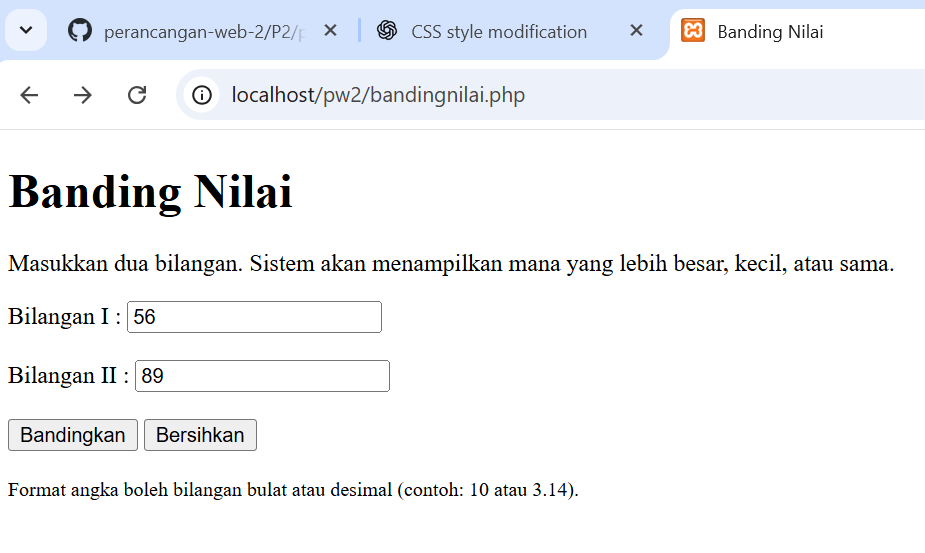 perancangan-web-2/P2/p
CSS style modification
Banding Nilai
localhost/pw2/bandingnilai.php
Banding Nilai
Masukkan dua bilangan. Sistem akan menampilkan mana yang lebih besar, kecil, atau sama.
Bilangan I : 56
Bilangan II : 89
Bandingkan Bersihkan
Format angka boleh bilangan bulat atau desimal (contoh: 10 atau 3.14).